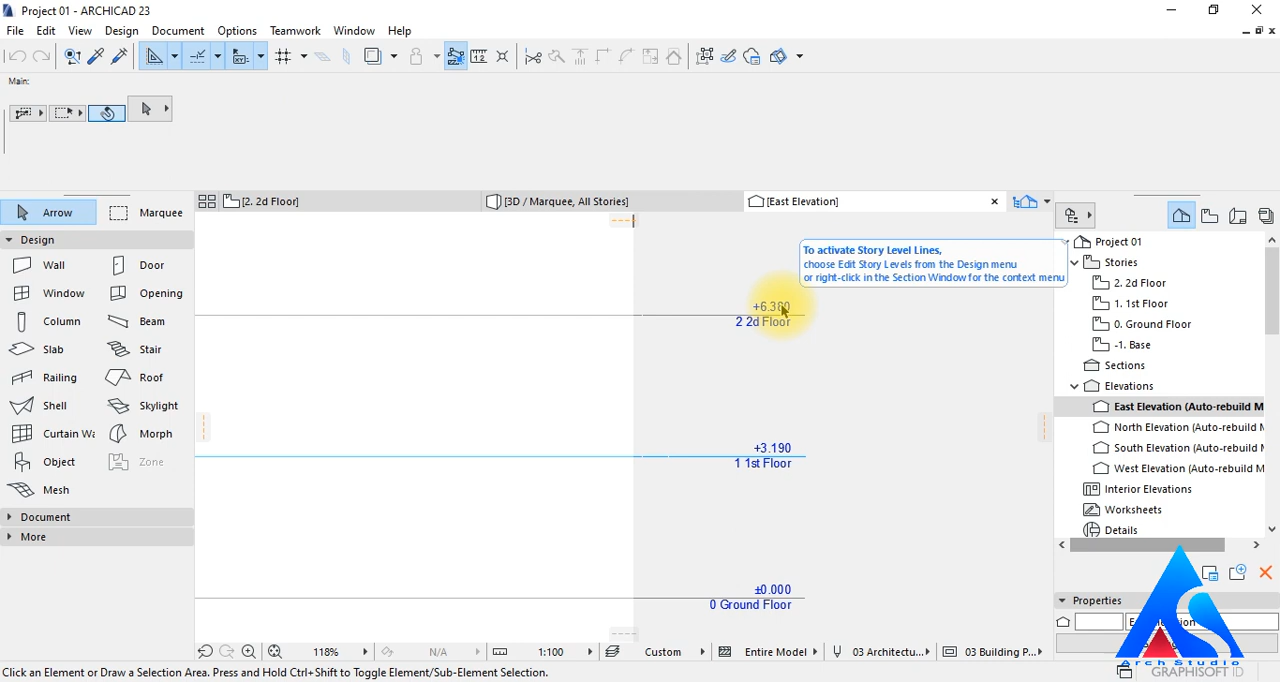 Project 01 - ARCHICAD 23
File Edit View Design Document Options Teamwork Window Help
Main:
[2. 2d Floor]
[3D / Marquee, All Stories]
[East Elevation]
Arrow Marquee
Design
Wall Door
Window Opening
Column Beam
Slab Stair
Railing Roof
Shell Skylight
Curtain Wa Morph
Object Zone
Mesh
Document
More
To activate Story Level Lines,
choose Edit Story Levels from the Design menu
or right-click in the Section Window for the context menu
+6.380
2 2d Floor
+3.190
1 1st Floor
±0.000
0 Ground Floor
Project 01
Stories
2. 2d Floor
1. 1st Floor
0. Ground Floor
-1. Base
Sections
Elevations
East Elevation (Auto-rebuild M
North Elevation (Auto-rebuild M
South Elevation (Auto-rebuild M
West Elevation (Auto-rebuild M
Interior Elevations
Worksheets
Details
Properties
118% N/A 1:100 Custom Entire Model 03 Architectu... 03 Building P...
Click an Element or Draw a Selection Area. Press and Hold Ctrl+Shift to Toggle Element/Sub-Element Selection.
Arch Studio
GRAPHISOFT ID